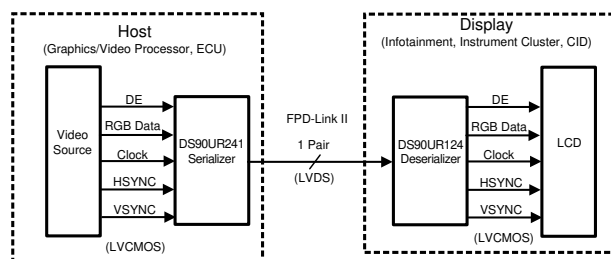 Host
(Graphics/Video Processor, ECU)
Video
Source
DE
RGB Data
Clock
HSYNC
VSYNC
(LVCMOS)
DS90UR241
Serializer
FPD-Link II
1 Pair
(LVDS)
Display
(Infotainment, Instrument Cluster, CID)
DS90UR124
Deserializer
DE
RGB Data
Clock
HSYNC
VSYNC
(LVCMOS)
LCD